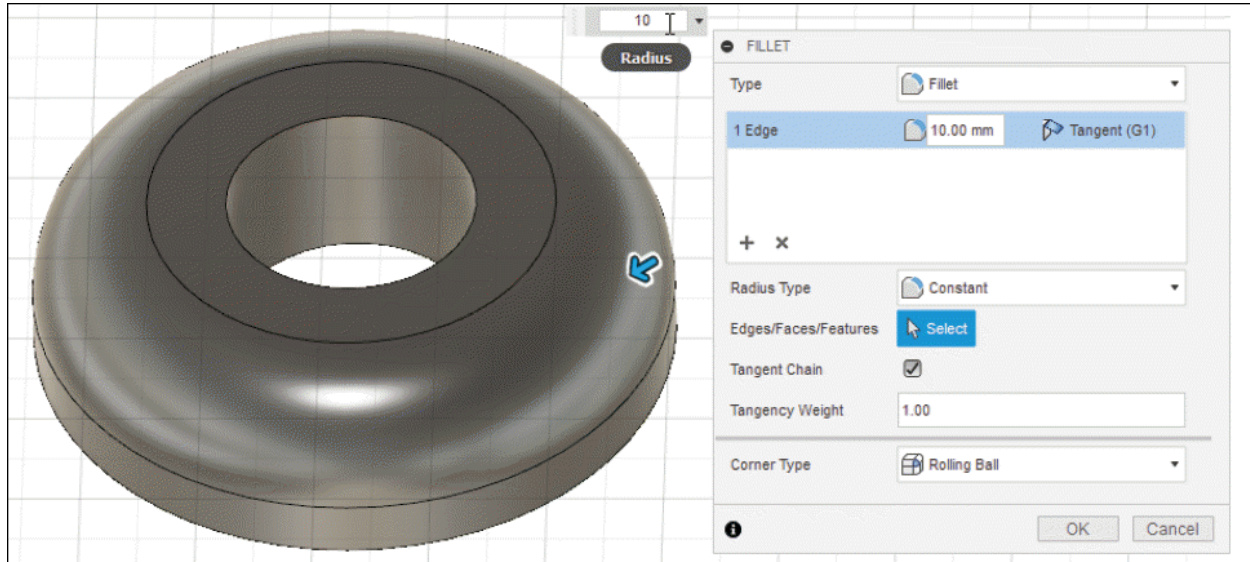 10
Radius
FILLET
Type Fillet
1 Edge 10.00 mm Tangent (G1)
Radius Type Constant
Edges/Faces/Features Select
Tangent Chain
Tangency Weight 1.00
Corner Type Rolling Ball
OK Cancel